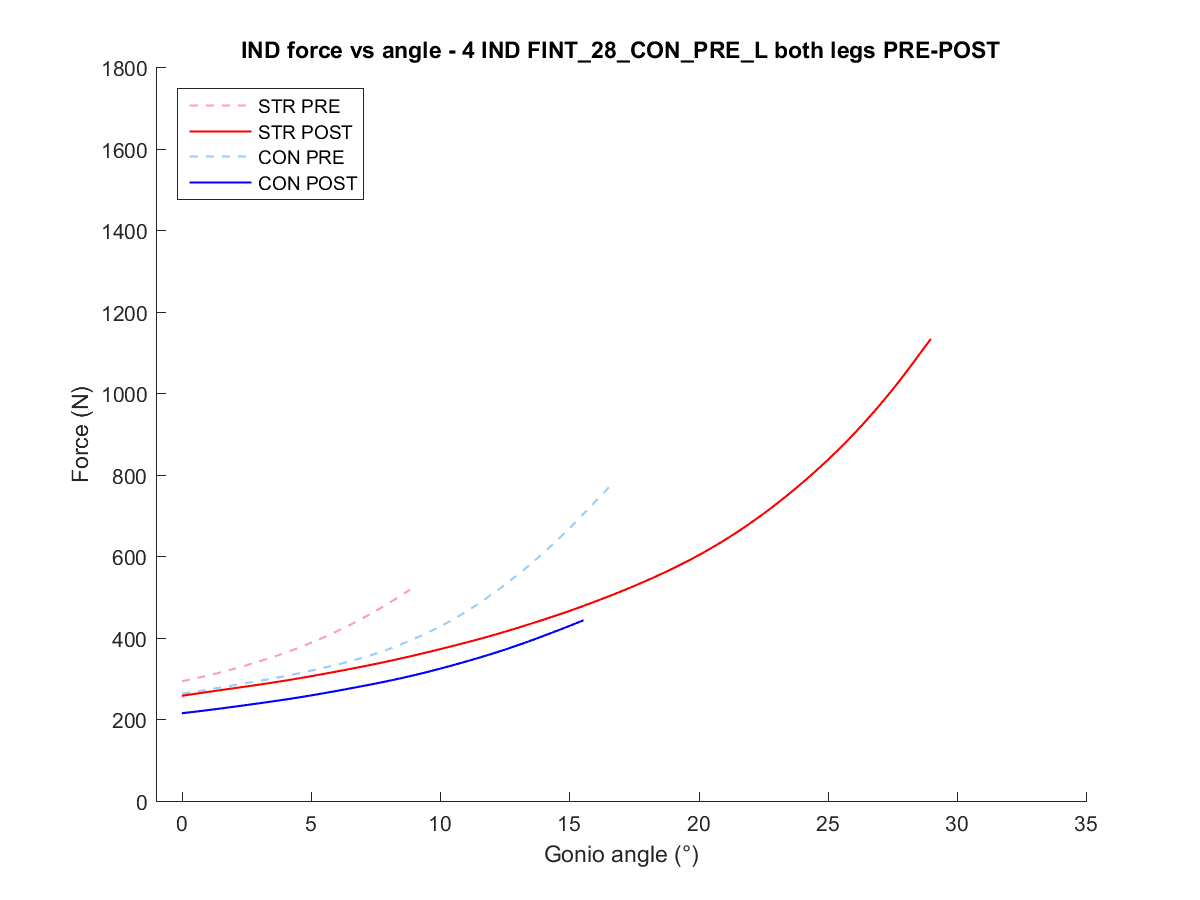 IND force vs angle - 4 IND FINT_28_CON_PRE_L both legs PRE-POST
1800
1600
1400
1200
1000
800
600
400
200
0
STR PRE
STR POST
CON PRE
CON POST
Force (N)
0 5 10 15 20 25 30 35
Gonio angle (°)